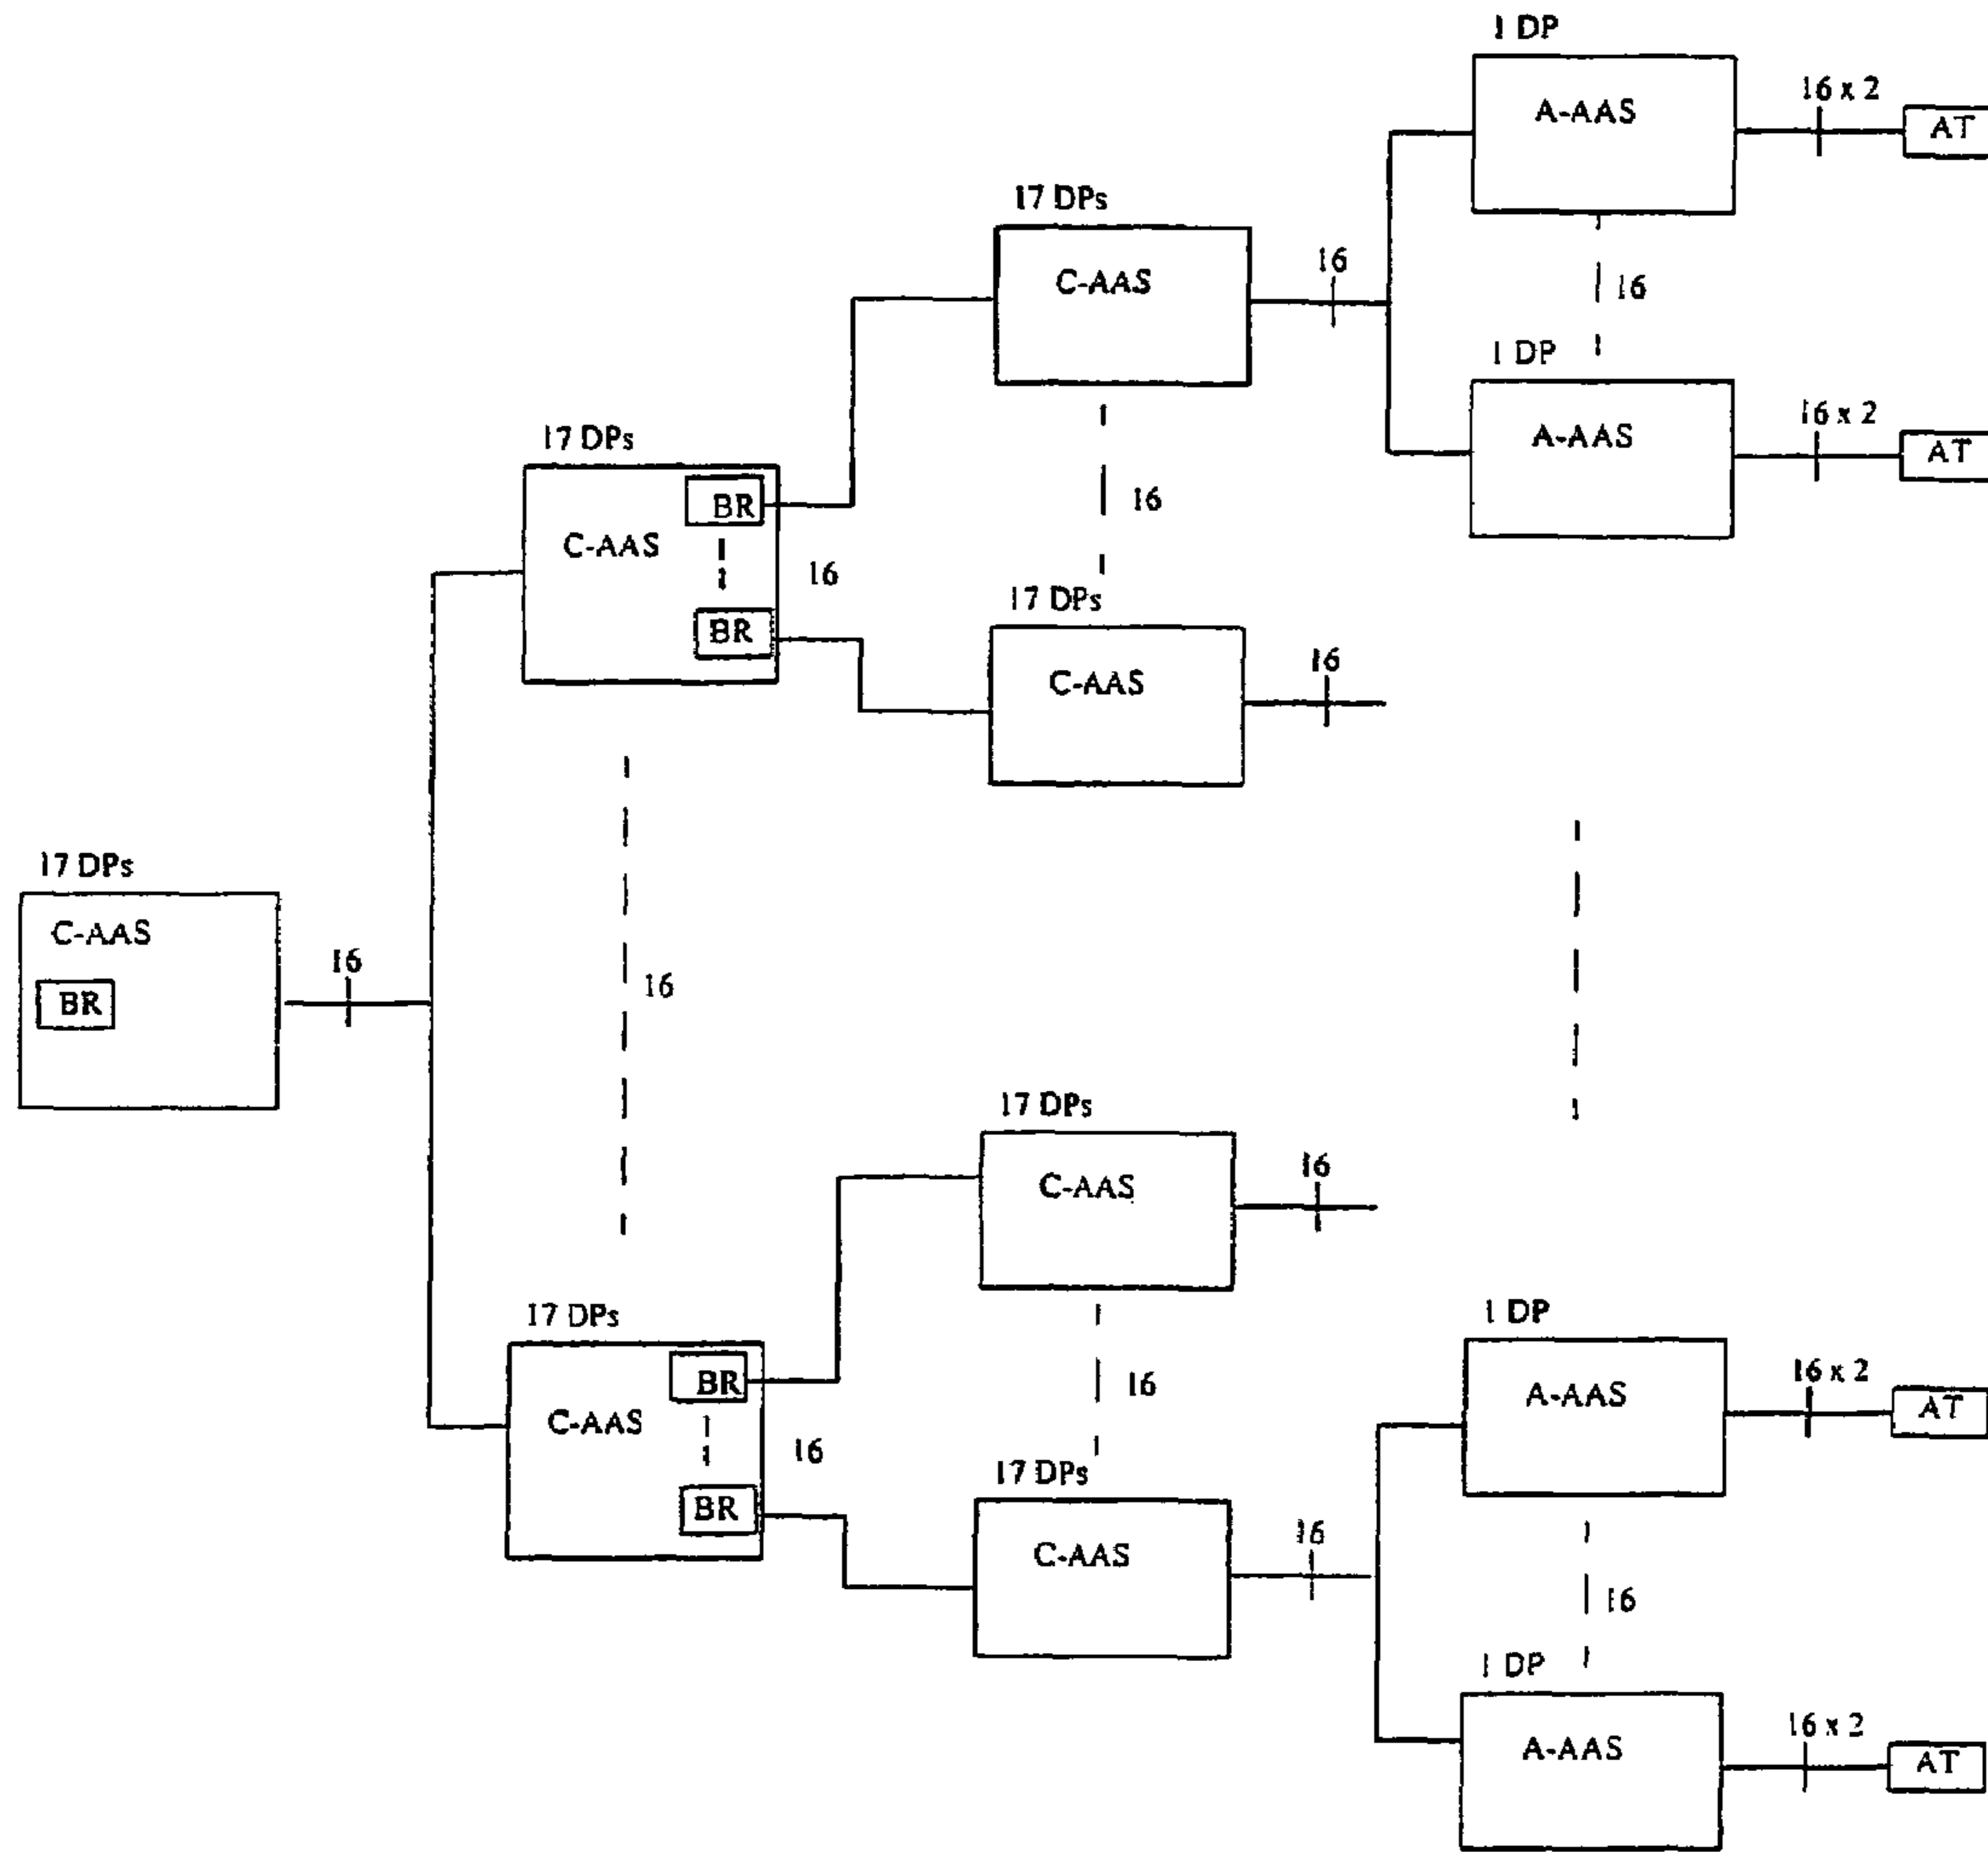 1 DP
A-AAS
16 x 2
AT
17 DPs
C-AAS
16
16
1 DP
A-AAS
16 x 2
AT
17 DPs
C-AAS
BR
BR
16
16
17 DPs
C-AAS
16
17 DPs
C-AAS
BR
16
16
17 DPs
C-AAS
16
17 DPs
C-AAS
BR
BR
16
16
17 DPs
C-AAS
16
1 DP
A-AAS
16 x 2
AT
16
1 DP
A-AAS
16 x 2
AT